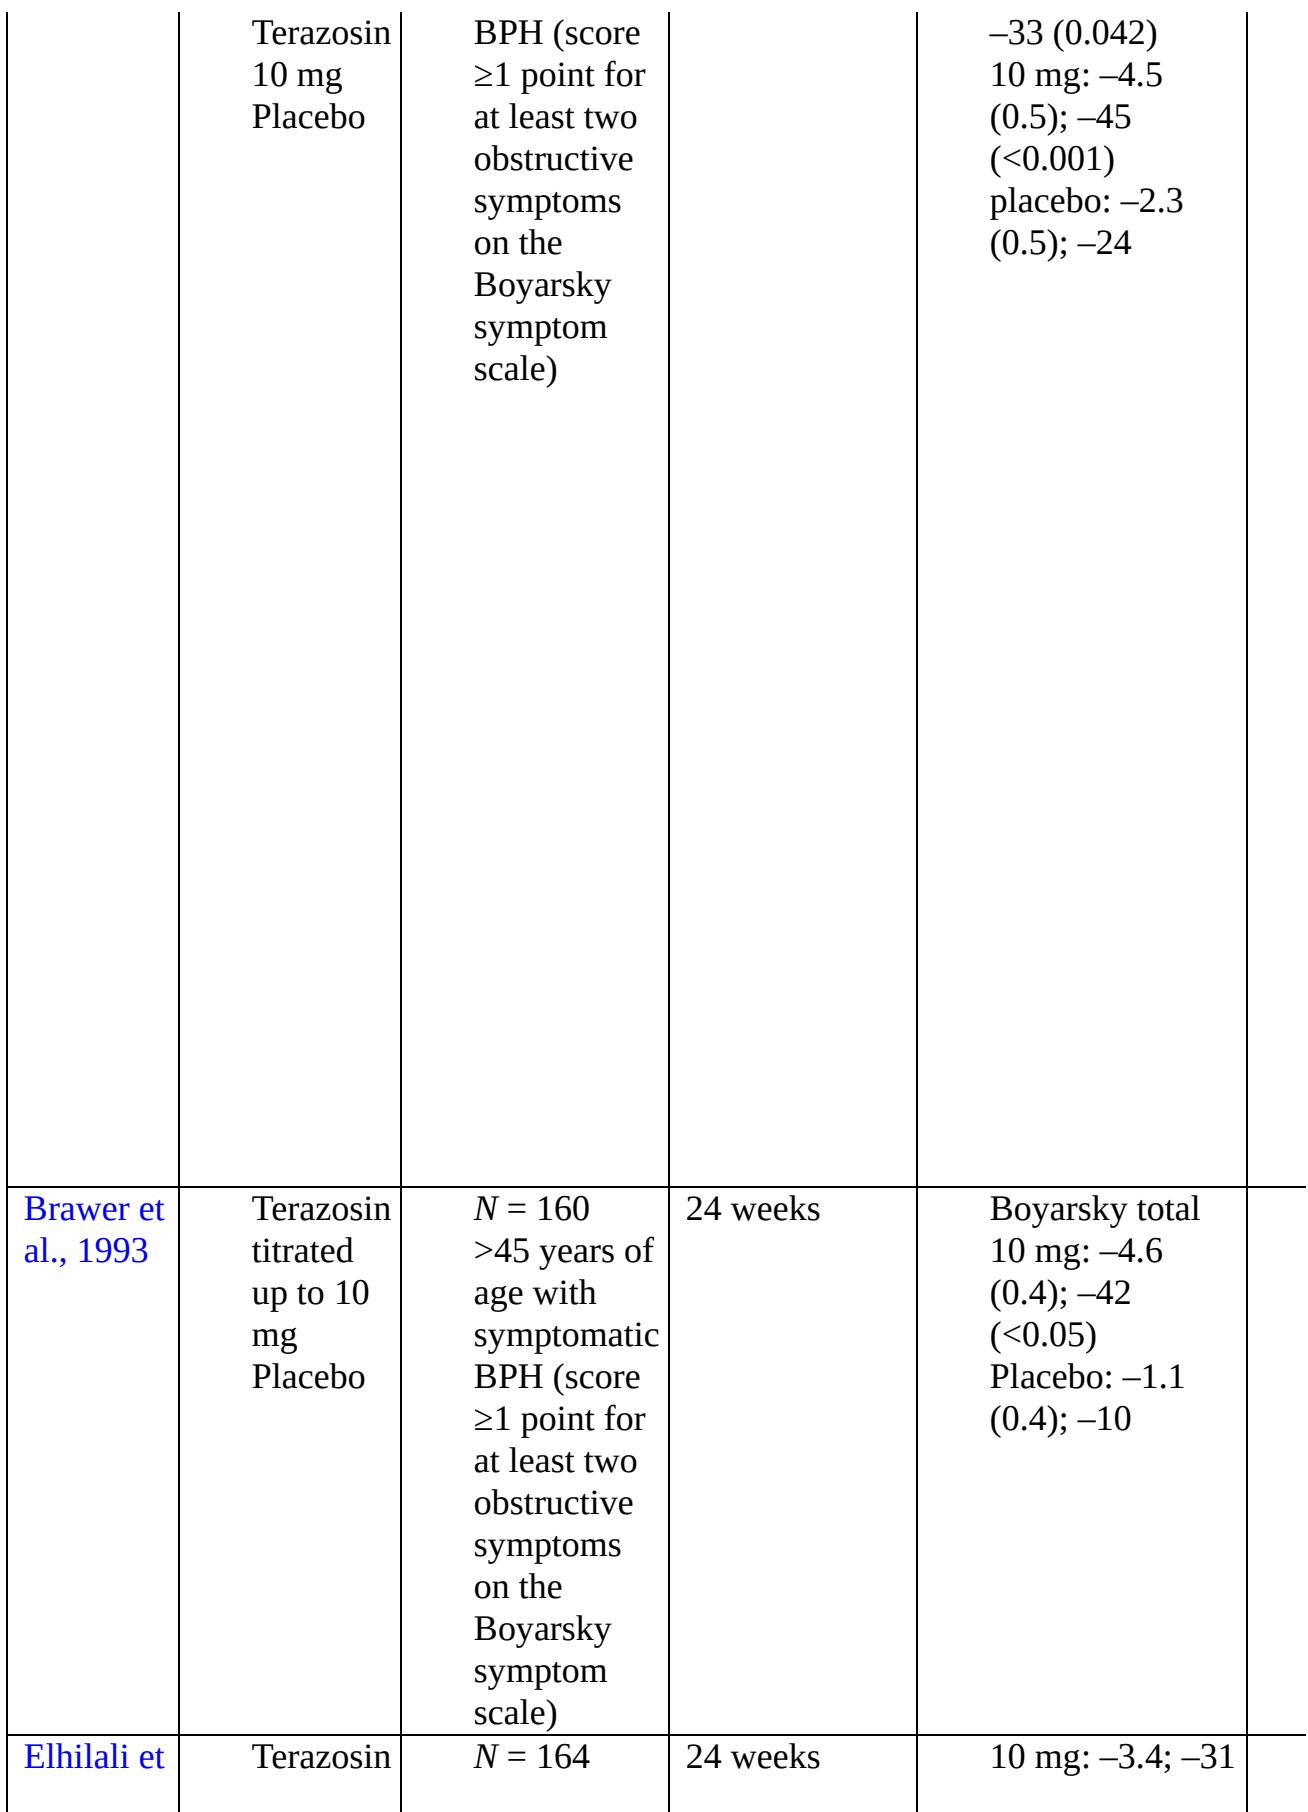 Terazosin
10 mg
Placebo
BPH (score
≥1 point for
at least two
obstructive
symptoms
on the
Boyarsky
symptom
scale)
–33 (0.042)
10 mg: –4.5
(0.5); –45
(<0.001)
placebo: –2.3
(0.5); –24
Brawer et
al., 1993
Terazosin
titrated
up to 10
mg
Placebo
N = 160
>45 years of
age with
symptomatic
BPH (score
≥1 point for
at least two
obstructive
symptoms
on the
Boyarsky
symptom
scale)
24 weeks
Boyarsky total
10 mg: –4.6
(0.4); –42
(<0.05)
Placebo: –1.1
(0.4); –10
Elhilali et
Terazosin
N = 164
24 weeks
10 mg: –3.4; –31